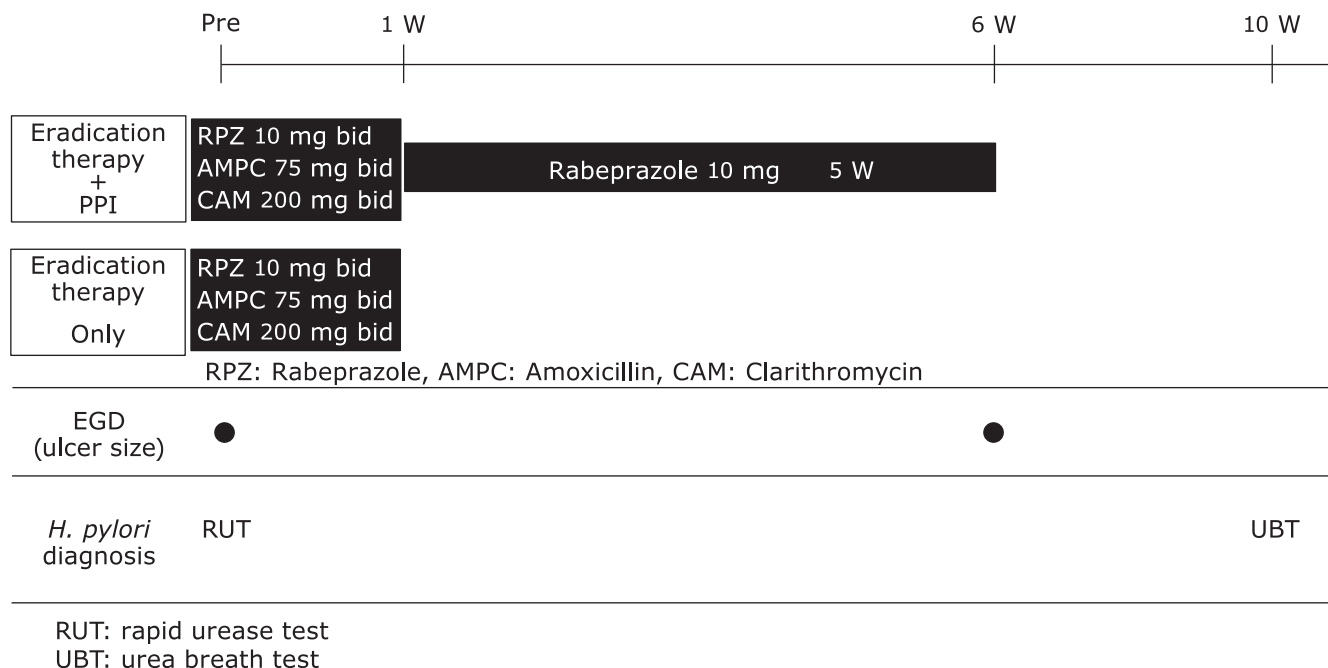 Pre 1 W 6 W 10 W
Eradication
therapy
+
PPI
RPZ 10 mg bid
AMPC 75 mg bid
CAM 200 mg bid
Rabeprazole 10 mg 5 W
Eradication
therapy
Only
RPZ 10 mg bid
AMPC 75 mg bid
CAM 200 mg bid
RPZ: Rabeprazole, AMPC: Amoxicillin, CAM: Clarithromycin
EGD
(ulcer size)
H. pylori
diagnosis
RUT UBT
RUT: rapid urease test
UBT: urea breath test